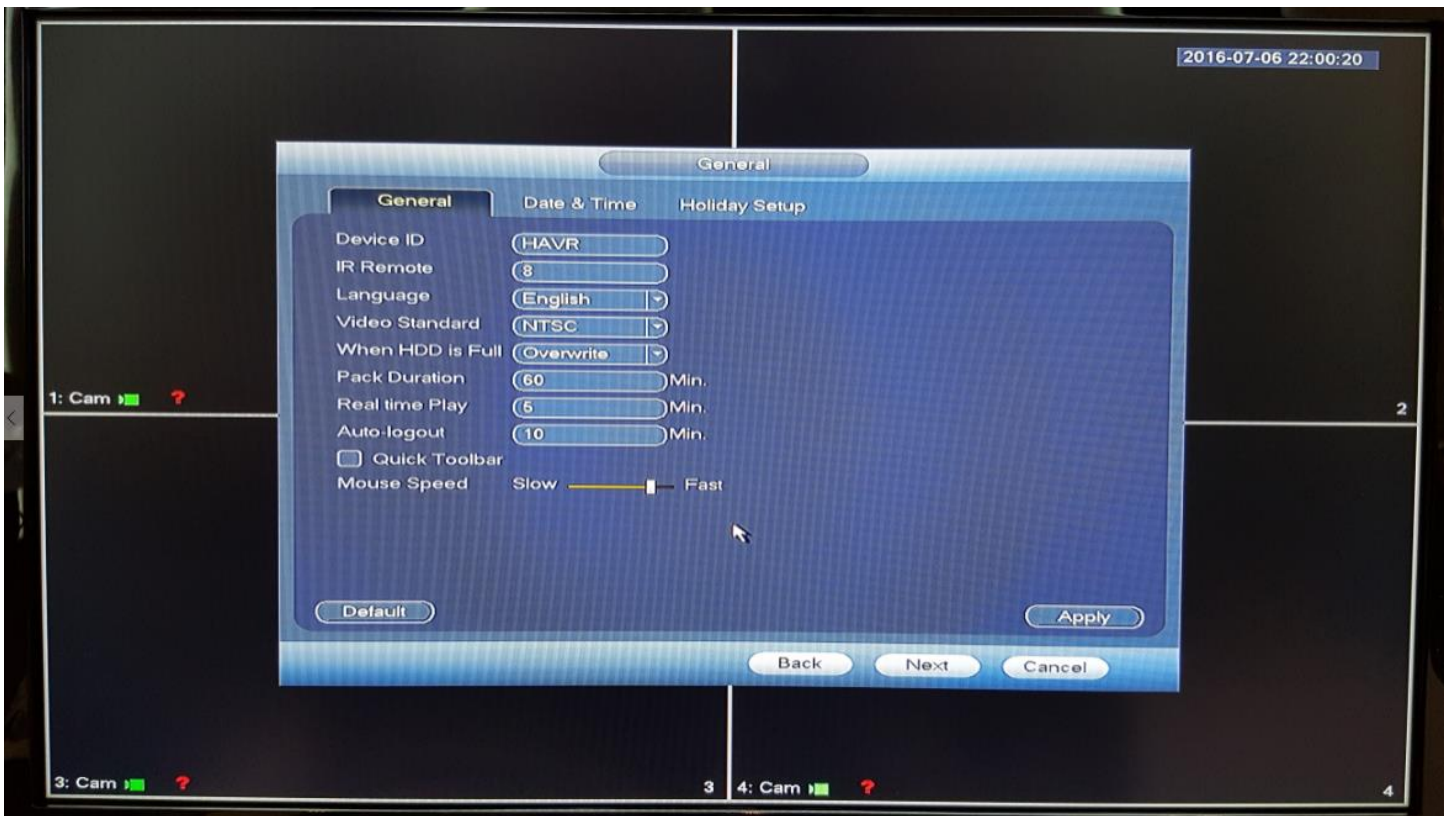 2016-07-06 22:00:20
General
General Date & Time Holiday Setup
Device ID HAVR
IR Remote 8
Language English
Video Standard NTSC
When HDD is Full Overwrite
Pack Duration 60 Min.
Real time Play 5 Min.
Auto-logout 10 Min.
Quick Toolbar
Mouse Speed Slow Fast
Default Apply
Back Next Cancel
1: Cam ? 2
3: Cam ? 3 4: Cam ? 4